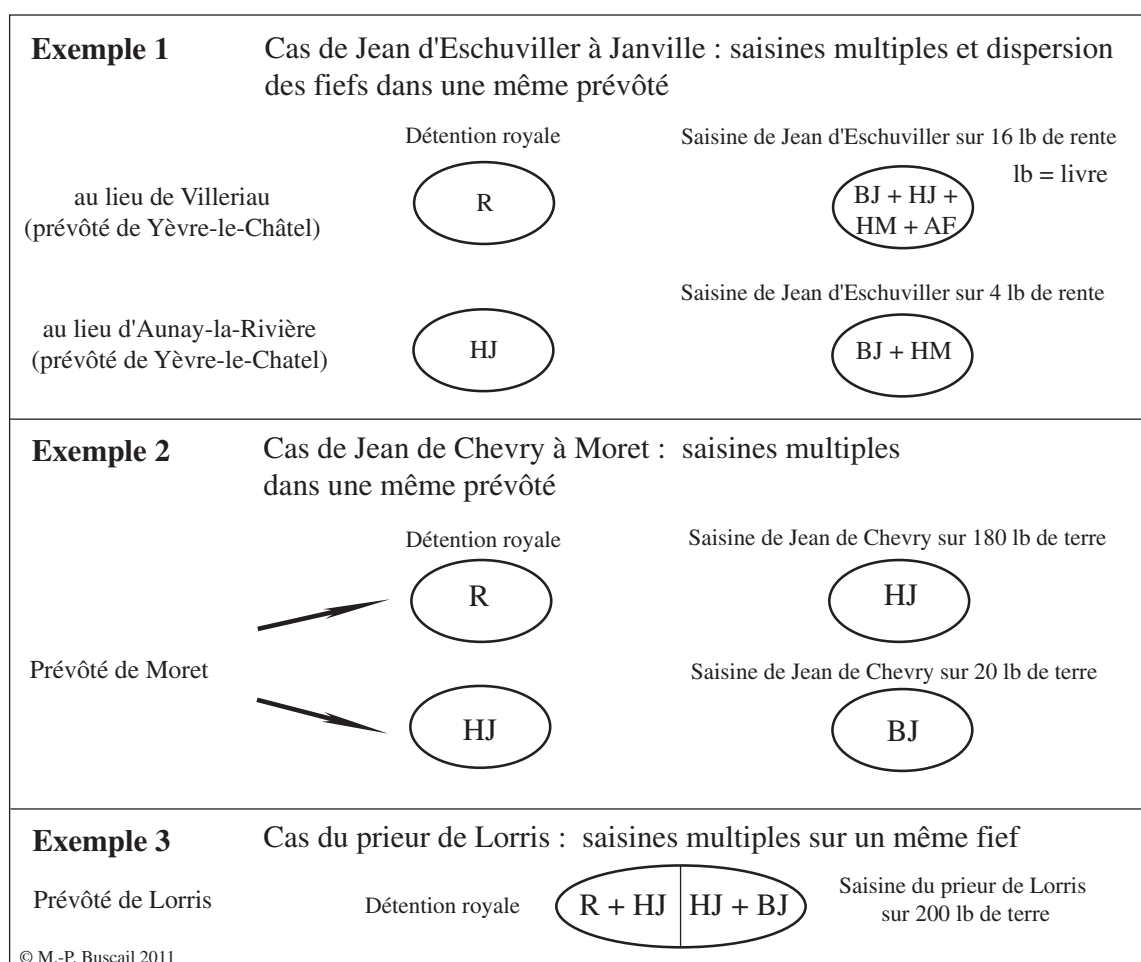 Exemple 1
Cas de Jean d'Eschuviller à Janville : saisines multiples et dispersion
des fiefs dans une même prévôté
Détention royale
Saisine de Jean d'Eschuviller sur 16 lb de rente
lb = livre
au lieu de Villeriau
(prévôté de Yèvre-le-Châtel)
R
BJ + HJ +
HM + AF
Saisine de Jean d'Eschuviller sur 4 lb de rente
au lieu d'Aunay-la-Rivière
(prévôté de Yèvre-le-Chatel)
HJ
BJ + HM
Exemple 2
Cas de Jean de Chevry à Moret : saisines multiples
dans une même prévôté
Détention royale
Saisine de Jean de Chevry sur 180 lb de terre
R
HJ
Prévôté de Moret
Saisine de Jean de Chevry sur 20 lb de terre
HJ
BJ
Exemple 3
Cas du prieur de Lorris : saisines multiples sur un même fief
Prévôté de Lorris
Détention royale
R + HJ
HJ + BJ
Saisine du prieur de Lorris
sur 200 lb de terre
© M.-P. Buscail 2011